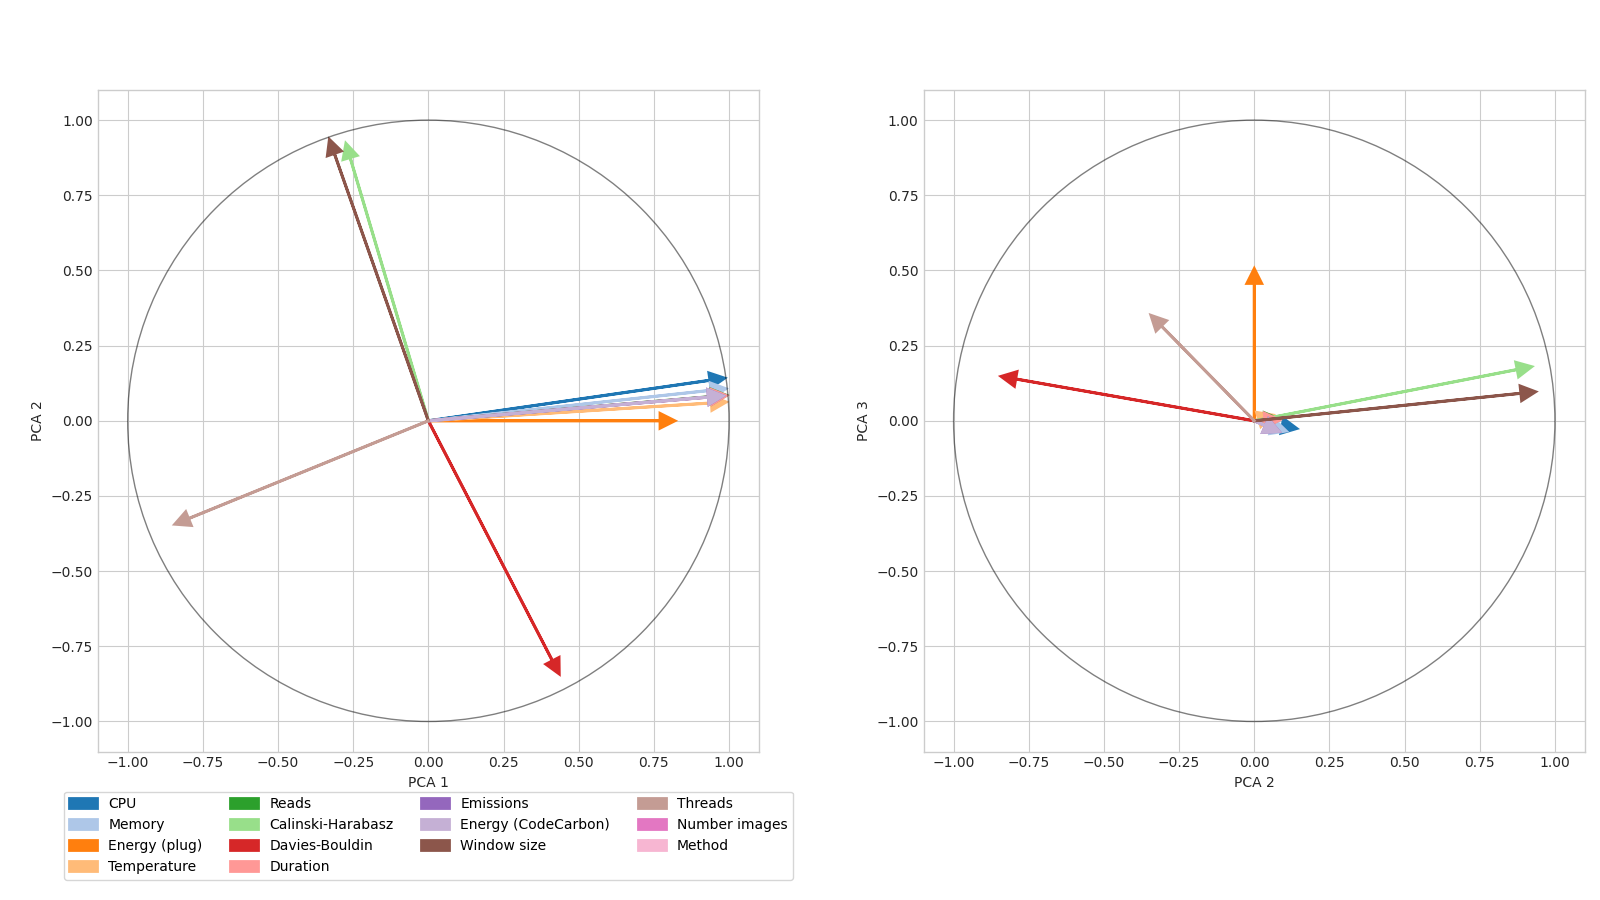 1.00
0.75
0.50
0.25
0.00
−0.25
−0.50
−0.75
−1.00
PCA 2
−1.00 −0.75 −0.50 −0.25 0.00 0.25 0.50 0.75 1.00
PCA 1
1.00
0.75
0.50
0.25
0.00
−0.25
−0.50
−0.75
−1.00
PCA 3
−1.00 −0.75 −0.50 −0.25 0.00 0.25 0.50 0.75 1.00
PCA 2
CPU Reads Emissions Threads
Memory Calinski-Harabasz Energy (CodeCarbon) Number images
Energy (plug) Davies-Bouldin Window size Method
Temperature Duration